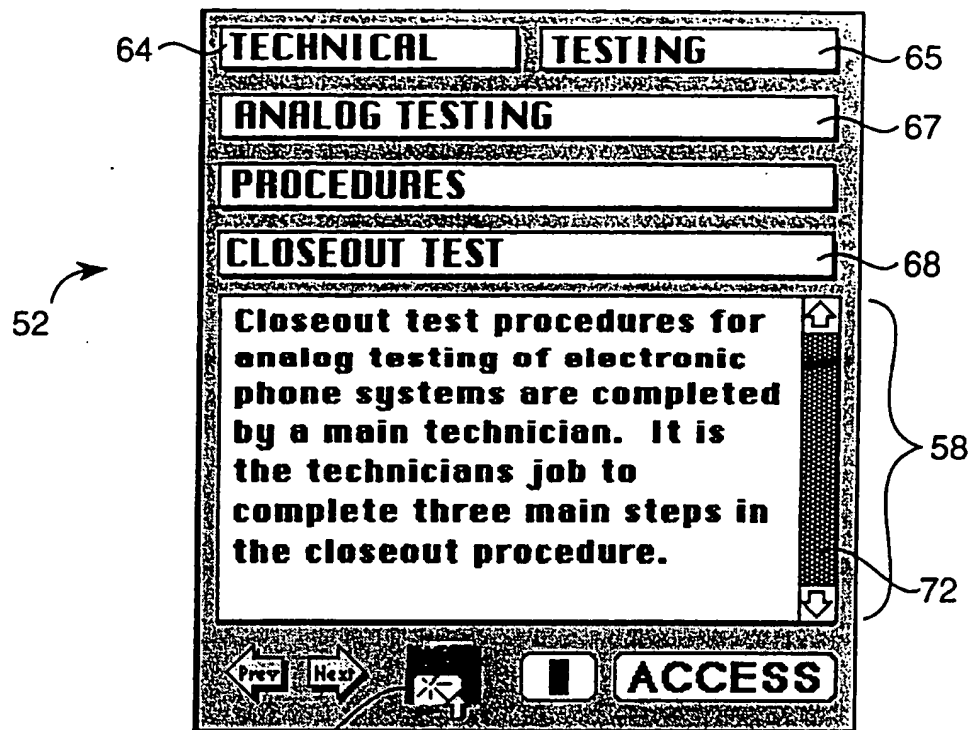 64 TECHNICAL TESTING 65
ANALOG TESTING 67
PROCEDURES
CLOSEOUT TEST 68
52
Closeout test procedures for
analog testing of electronic
phone systems are completed
by a main technician. It is
the technicians job to
complete three main steps in
the closeout procedure.
58
72
Prev Next ACCESS